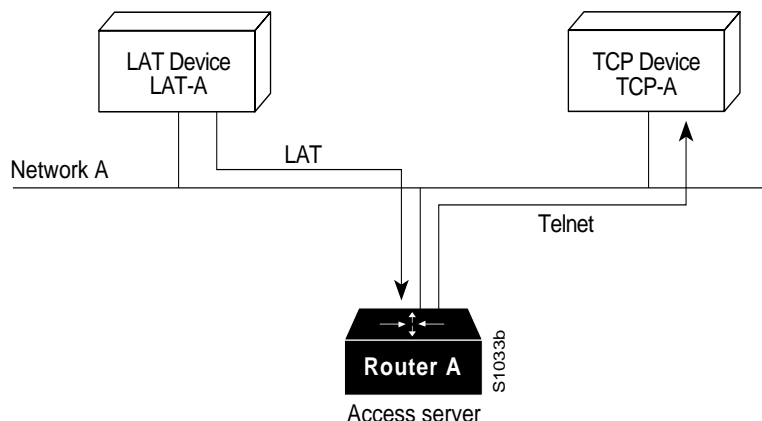 LAT Device
LAT-A
TCP Device
TCP-A
Network A
LAT
Telnet
Router A
S1033b
Access server